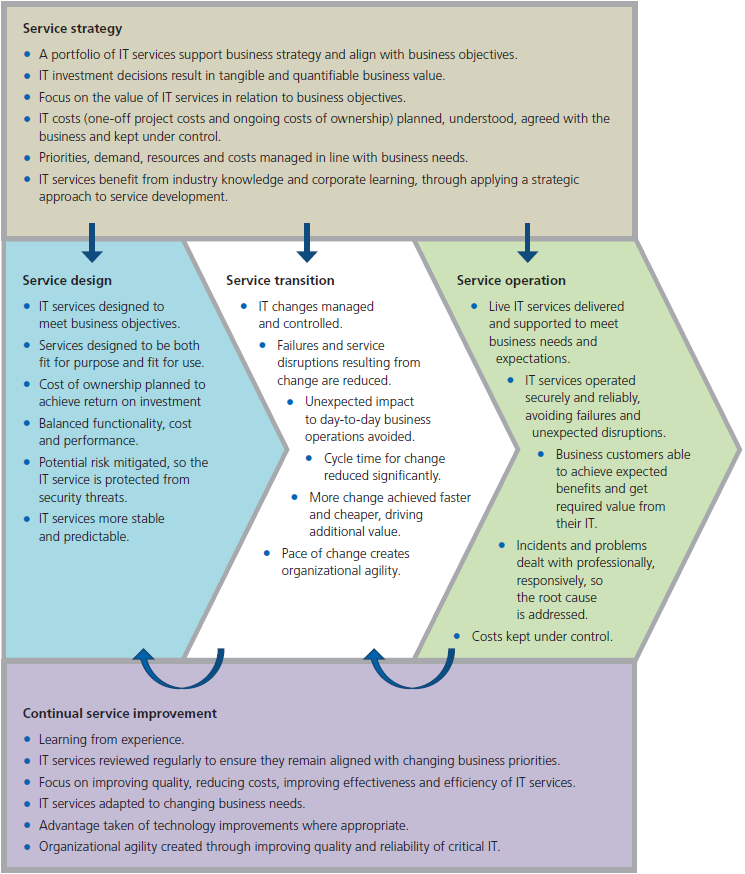 Service strategy
• A portfolio of IT services support business strategy and align with business objectives.
• IT investment decisions result in tangible and quantifiable business value.
• Focus on the value of IT services in relation to business objectives.
• IT costs (one-off project costs and ongoing costs of ownership) planned, understood, agreed with the
business and kept under control.
• Priorities, demand, resources and costs managed in line with business needs.
• IT services benefit from industry knowledge and corporate learning, through applying a strategic
approach to service development.
Service design
• IT services designed to
meet business objectives.
• Services designed to be both
fit for purpose and fit for use.
• Cost of ownership planned to
achieve return on investment
• Balanced functionality, cost
and performance.
• Potential risk mitigated, so the
IT service is protected from
security threats.
• IT services more stable
and predictable.
Service transition
• IT changes managed
and controlled.
• Failures and service
disruptions resulting from
change are reduced.
• Unexpected impact
to day-to-day business
operations avoided.
• Cycle time for change
reduced significantly.
• More change achieved faster
and cheaper, driving
additional value.
• Pace of change creates
organizational agility.
Service operation
• Live IT services delivered
and supported to meet
business needs and
expectations.
• IT services operated
securely and reliably,
avoiding failures and
unexpected disruptions.
• Business customers able
to achieve expected
benefits and get
required value from
their IT.
• Incidents and problems
dealt with professionally,
responsively, so
the root cause
is addressed.
• Costs kept under control.
Continual service improvement
• Learning from experience.
• IT services reviewed regularly to ensure they remain aligned with changing business priorities.
• Focus on improving quality, reducing costs, improving effectiveness and efficiency of IT services.
• IT services adapted to changing business needs.
• Advantage taken of technology improvements where appropriate.
• Organizational agility created through improving quality and reliability of critical IT.